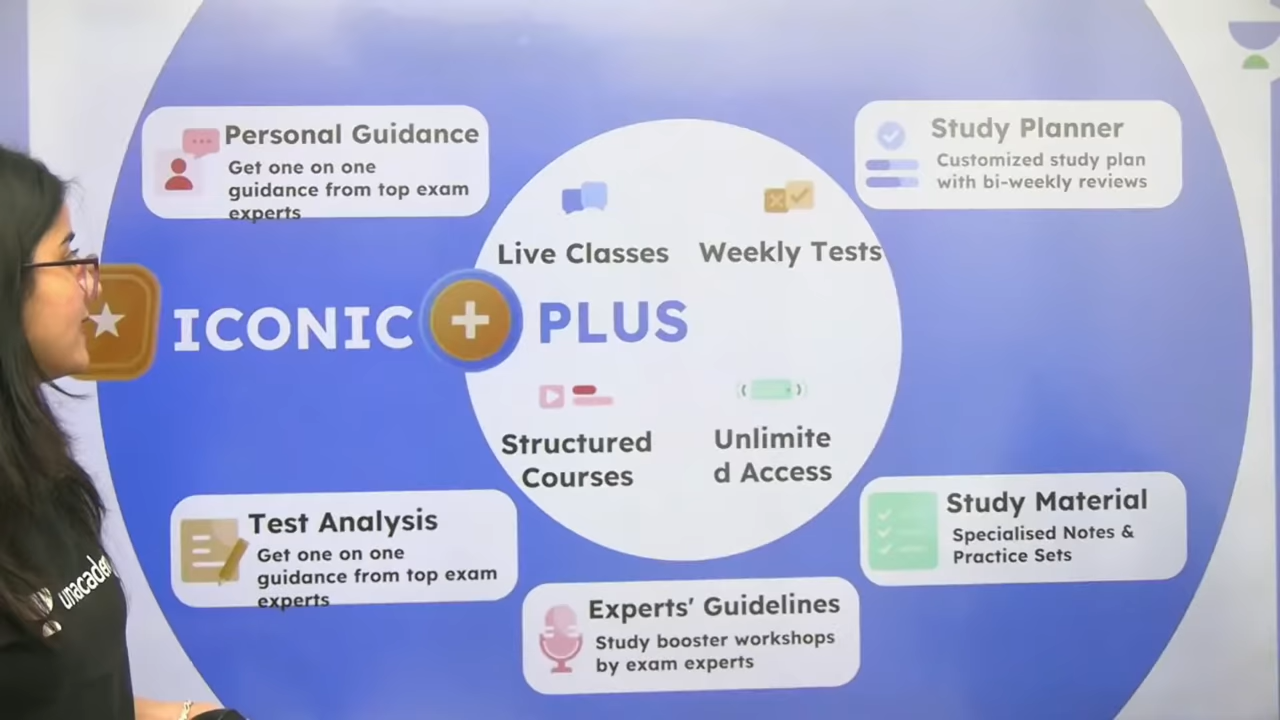 Personal Guidance
Get one on one
guidance from top exam
experts
Study Planner
Customized study plan
with bi-weekly reviews
Live Classes
Weekly Tests
ICONIC + PLUS
Structured
Courses
Unlimite
d Access
Test Analysis
Get one on one
guidance from top exam
experts
Study Material
Specialised Notes &
Practice Sets
Experts' Guidelines
Study booster workshops
by exam experts